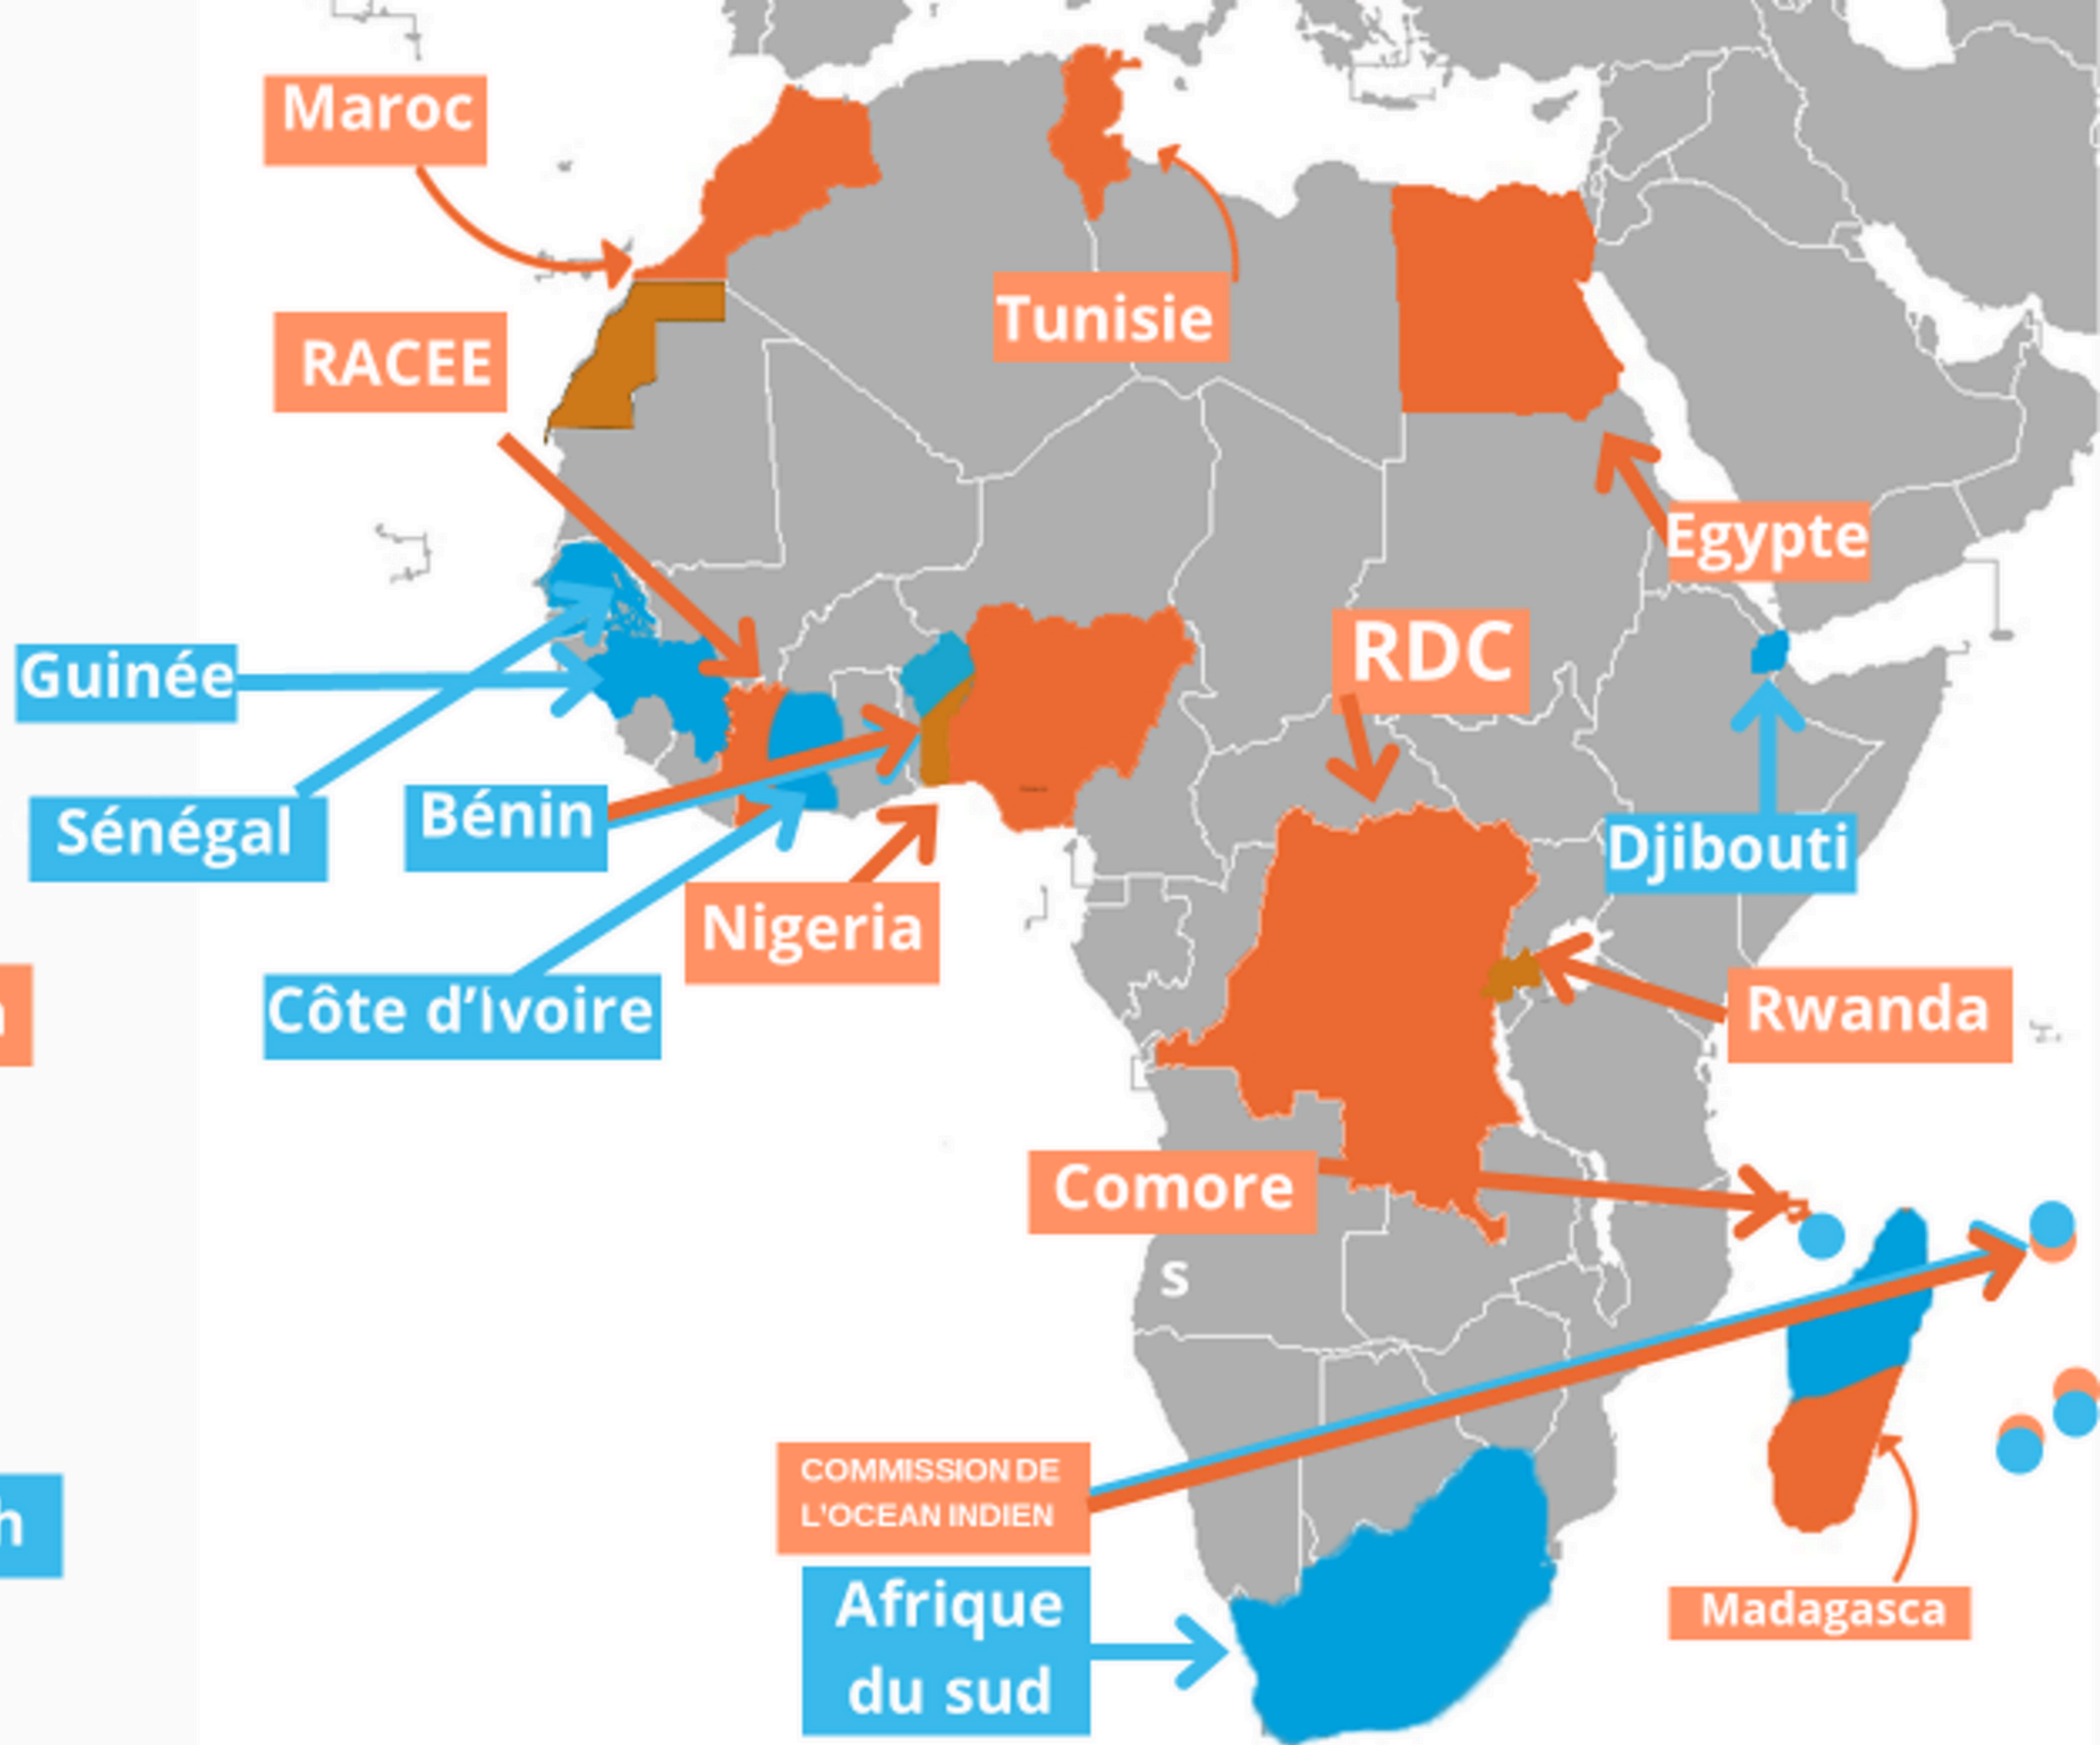 Maroc
Tunisie
RACEE
Egypte
RDC
Guinée
Sénégal
Bénin
Djibouti
Nigeria
Côte d’Ivoire
Rwanda
Comore
s
COMMISSION DE
L'OCEAN INDIEN
h
Afrique
du sud
Madagasca